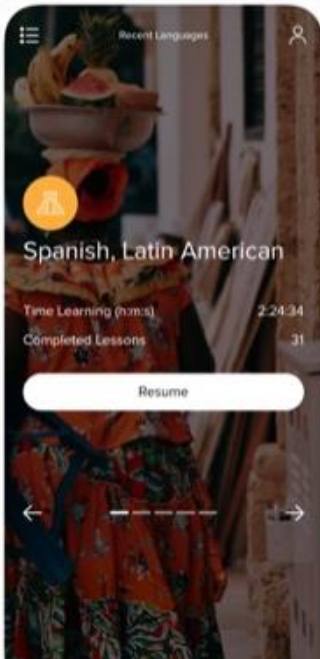 Recent Languages
Spanish, Latin American
Time Learning (h:m:s) 2:24:34
Completed Lessons 31
Resume